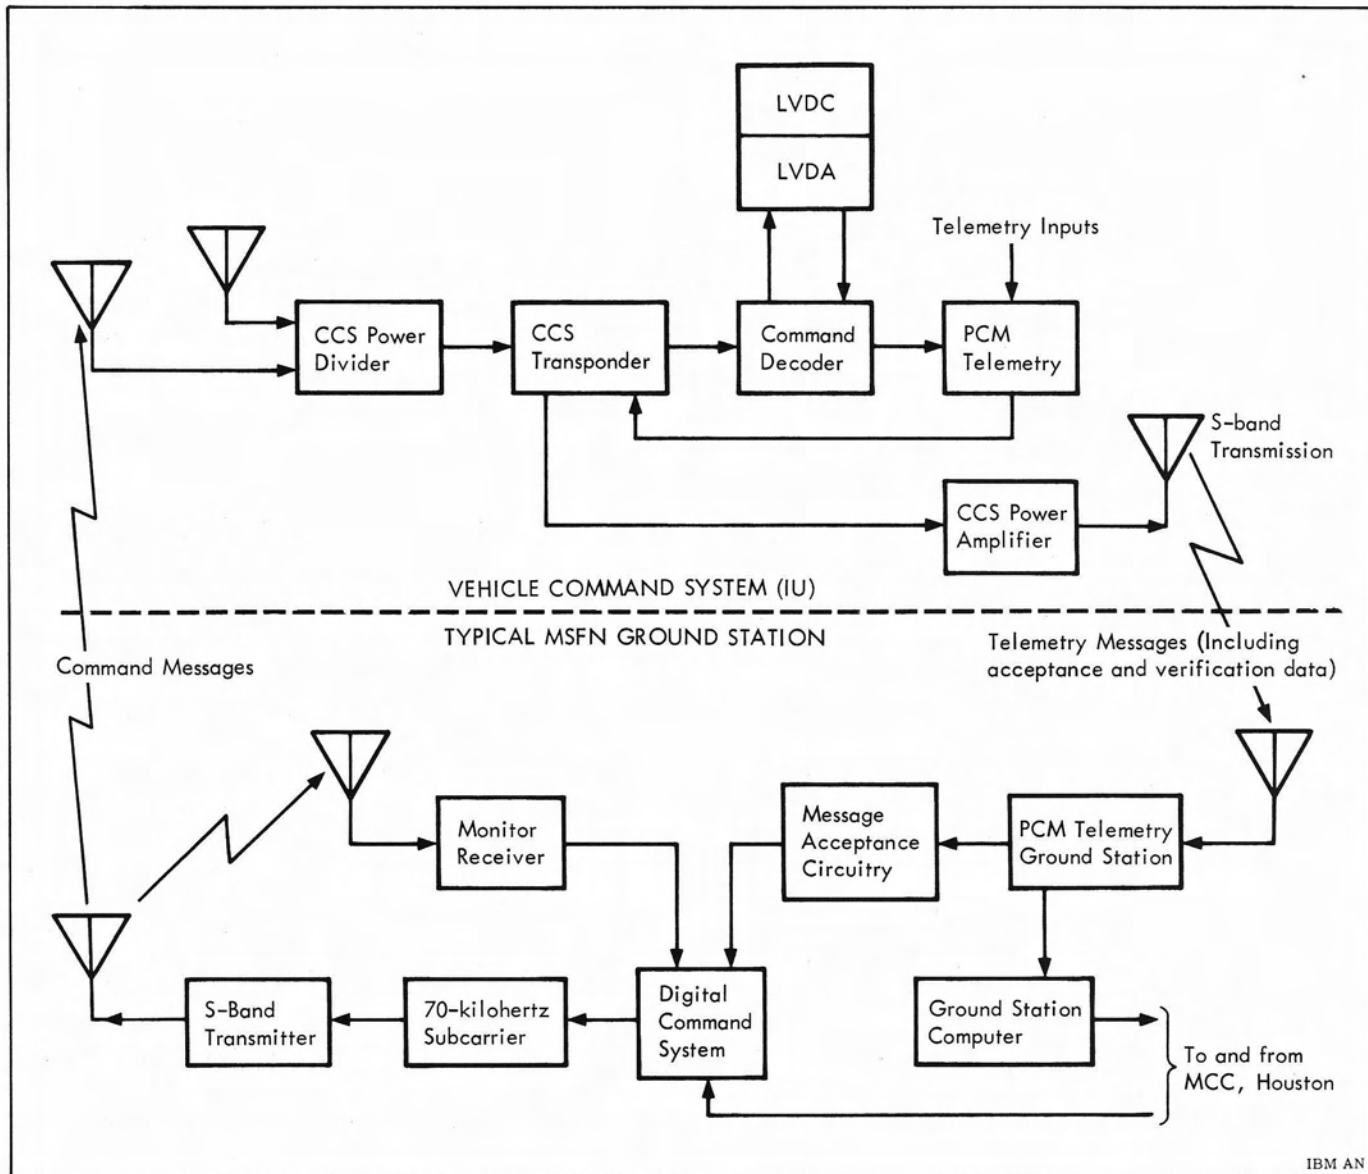 LVDC
LVDA
Telemetry Inputs
CCS Power
Divider
CCS
Transponder
Command
Decoder
PCM
Telemetry
S-band
Transmission
CCS Power
Amplifier
VEHICLE COMMAND SYSTEM (IU)
TYPICAL MSFN GROUND STATION
Command Messages
Telemetry Messages (Including
acceptance and verification data)
Monitor
Receiver
Message
Acceptance
Circuitry
PCM Telemetry
Ground Station
S-Band
Transmitter
70-kilohertz
Subcarrier
Digital
Command
System
Ground Station
Computer
To and from
MCC, Houston
IBM AN